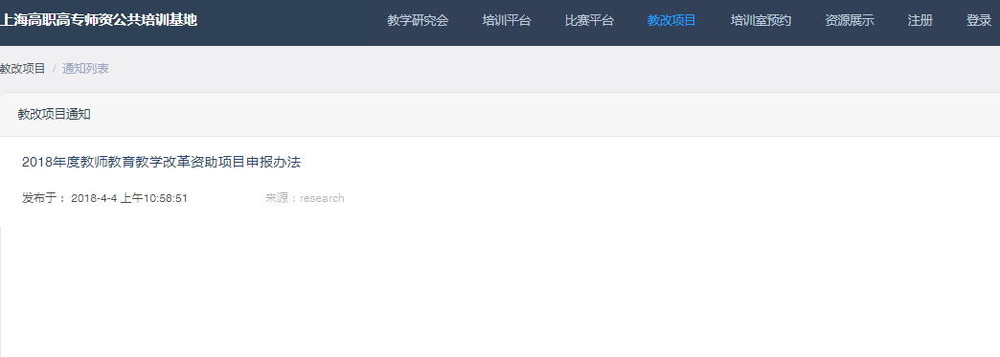 上海高职高专师资公共培训基地 教学研究会 培训平台 比赛平台 教改项目 培训室预约 资源展示 注册 登录
教改项目 / 通知列表
教改项目通知
2018年度教师教育教学改革资助项目申报办法
发布于： 2018-4-4 上午10:58:51 来源：research